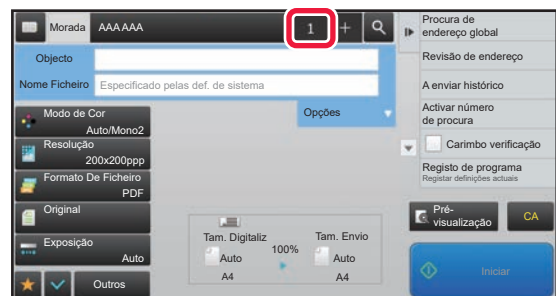 Morada AAA AAA 1 +
Objecto
Nome Ficheiro Especificado pelas def. de sistema
Opções
Modo de Cor
Auto/Mono2
Resolução
200x200ppp
Formato De Ficheiro
PDF
Original
Exposição
Auto
Outros
Tam. Digitaliz
Auto
A4
100%
Tam. Envio
Auto
A4
Procura de
endereço global
Revisão de endereço
A enviar histórico
Activar número
de procura
Carimbo verificação
Registo de programa
Registar definições actuais
Pré-
visualização
CA
Iniciar